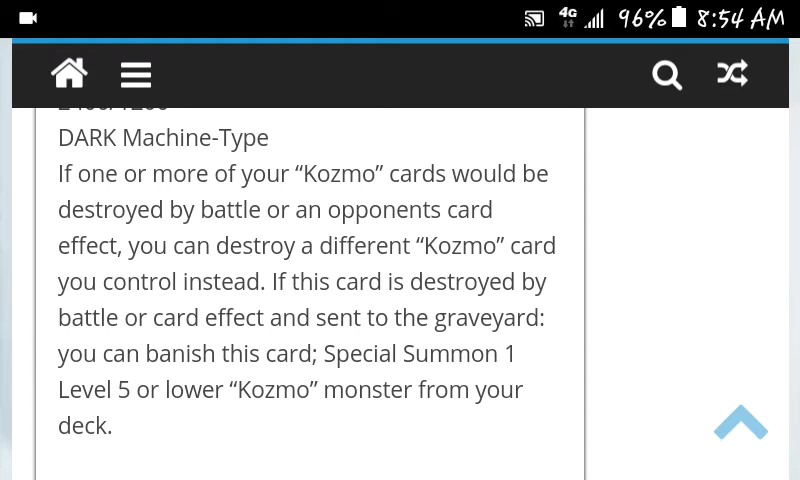 4G 96% 8:54 AM
DARK Machine-Type
If one or more of your “Kozmo” cards would be
destroyed by battle or an opponents card
effect, you can destroy a different “Kozmo” card
you control instead. If this card is destroyed by
battle or card effect and sent to the graveyard:
you can banish this card; Special Summon 1
Level 5 or lower “Kozmo” monster from your
deck.